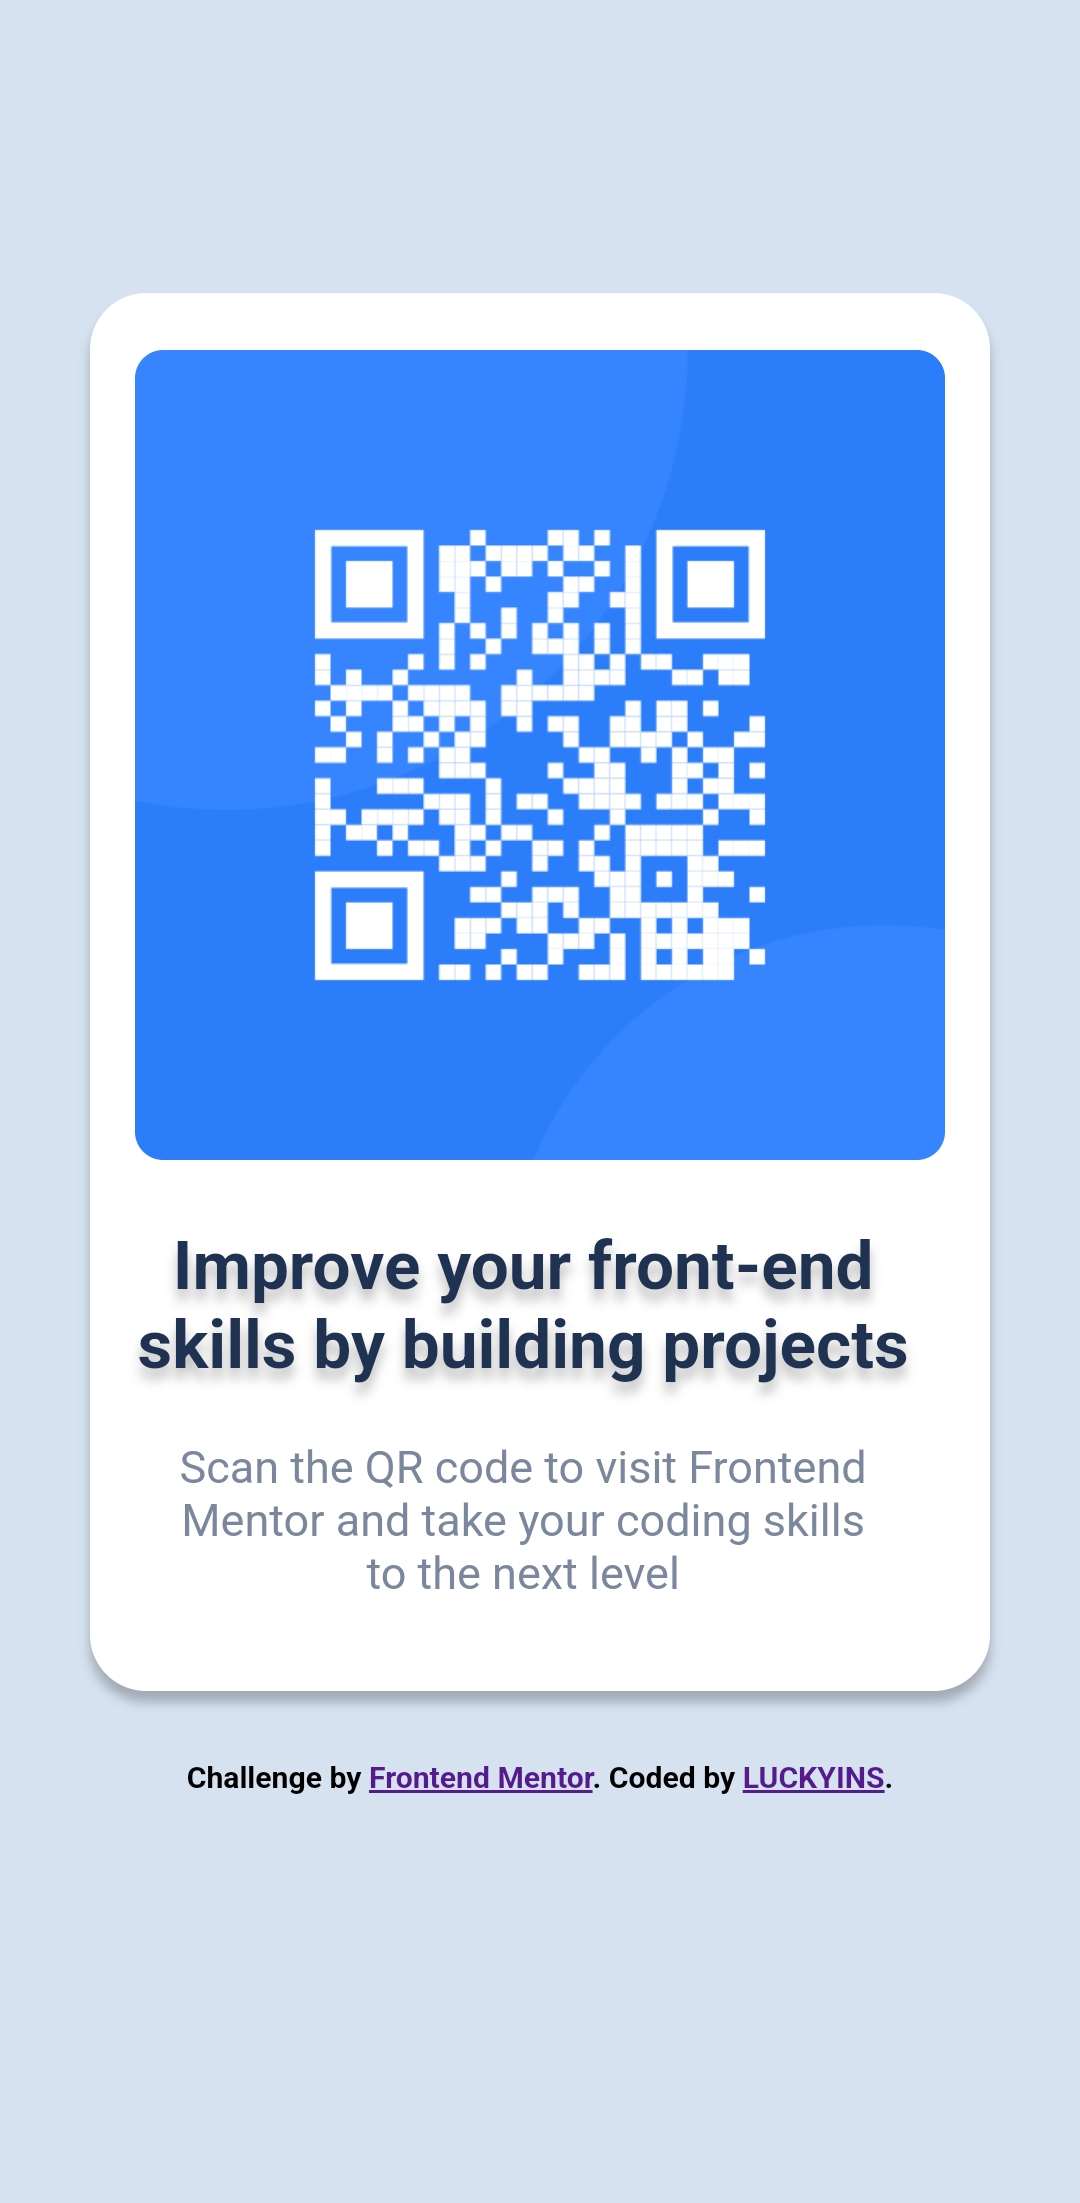 Improve your front-end
skills by building projects
Scan the QR code to visit Frontend
Mentor and take your coding skills
to the next level
Challenge by Frontend Mentor. Coded by LUCKYINS.